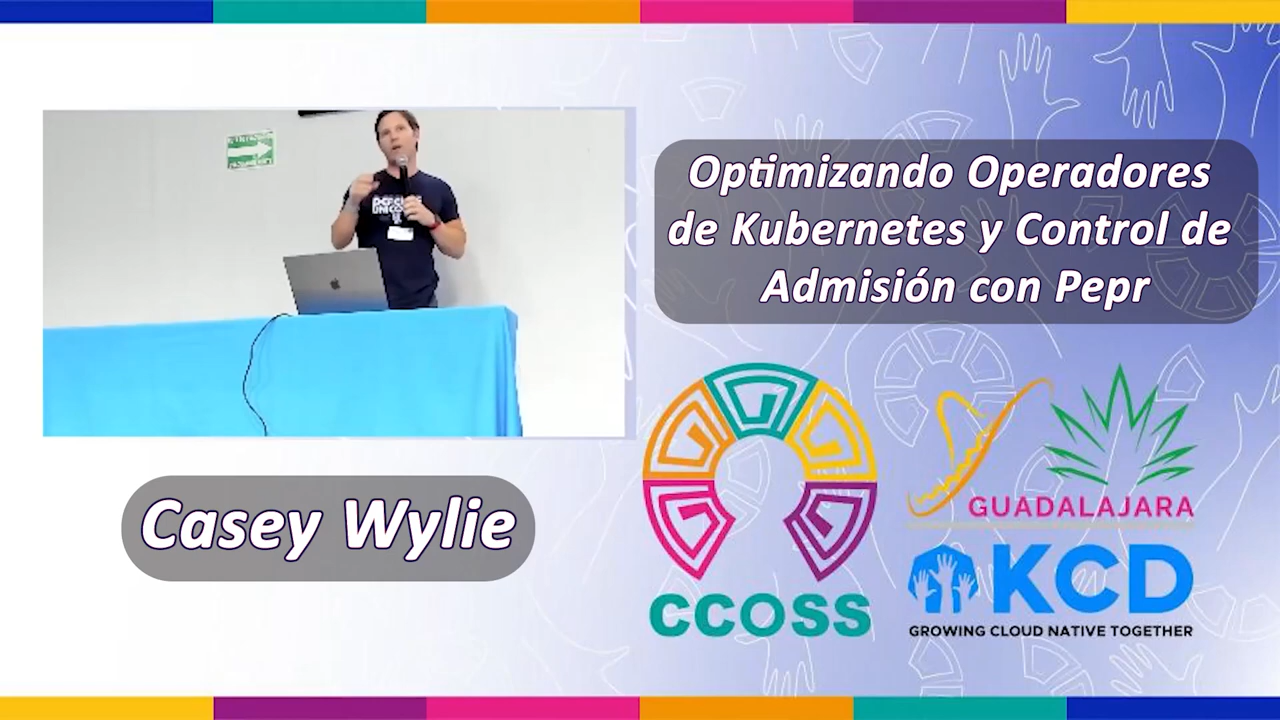 Optimizando Operadores
de Kubernetes y Control de
Admisión con Pepr
Casey Wylie
CCOSS
GUADALAJARA
KCD
GROWING CLOUD NATIVE TOGETHER